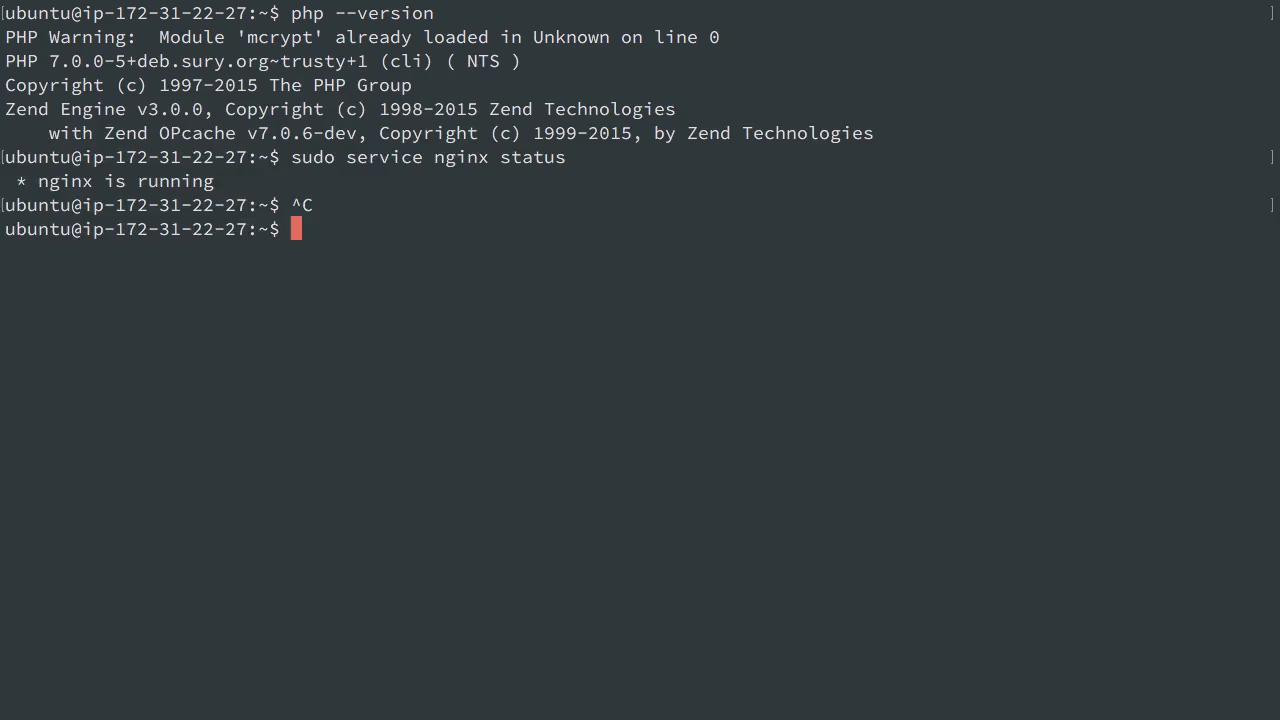 [ubuntu@ip-172-31-22-27:~$ php --version ]
PHP Warning:  Module 'mcrypt' already loaded in Unknown on line 0
PHP 7.0.0-5+deb.sury.org~trusty+1 (cli) ( NTS )
Copyright (c) 1997-2015 The PHP Group
Zend Engine v3.0.0, Copyright (c) 1998-2015 Zend Technologies
    with Zend OPcache v7.0.6-dev, Copyright (c) 1999-2015, by Zend Technologies
[ubuntu@ip-172-31-22-27:~$ sudo service nginx status ]
 * nginx is running
[ubuntu@ip-172-31-22-27:~$ ^C ]
ubuntu@ip-172-31-22-27:~$